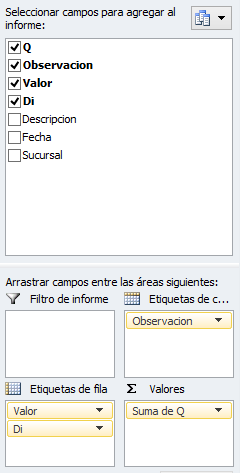 Seleccionar campos para agregar al
informe:
Q
Observacion
Valor
Di
Descripcion
Fecha
Sucursal
Arrastrar campos entre las áreas siguientes:
Filtro de informe
Etiquetas de c...
Observacion
Etiquetas de fila
Σ Valores
Valor
Suma de Q
Di